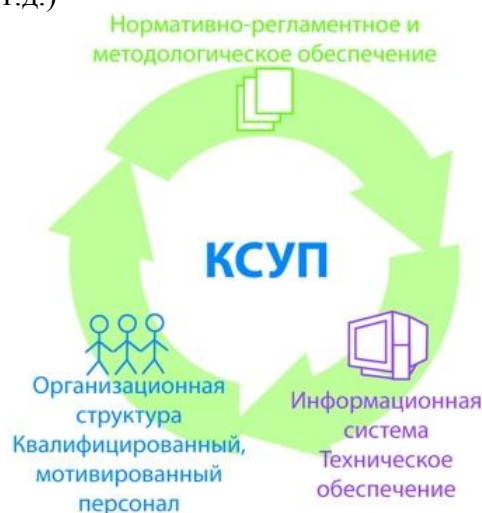 т.д.)
Нормативно-регламентное и
методологическое обеспечение
КСУП
Организационная
структура
Квалифицированный,
мотивированный
персонал
Информационная
система
Техническое
обеспечение